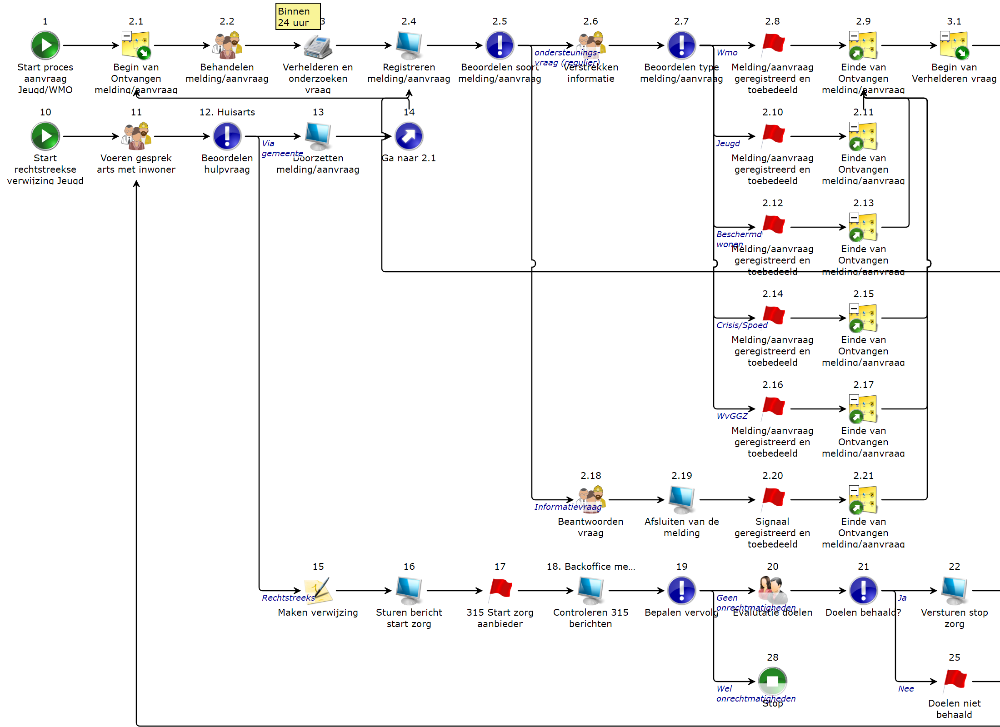 Binnen
24 uur
1
2.1
2.2
3
2.4
2.5
2.6
2.7
2.8
2.9
3.1
ondersteunings-
vraag (regulier)
Wmo
Start proces
aanvraag
Jeugd/WMO
Begin van
Ontvangen
melding/aanvraag
Behandelen
melding/aanvraag
Verhelderen en
onderzoeken
vraag
Registreren
melding/aanvraag
Beoordelen soort
melding/aanvraag
Verstrekken
informatie
Beoordelen type
melding/aanvraag
Melding/aanvraag
geregistreerd en
toebedeeld
Einde van
Ontvangen
melding/aanvraag
Begin van
Verhelderen vraag
10
11
12. Huisarts
13
14
2.10
2.11
Via
gemeente
Jeugd
Start
rechtstreekse
verwijzing Jeugd
Voeren gesprek
arts met inwoner
Beoordelen
hulpvraag
Doorzetten
melding/aanvraag
Ga naar 2.1
Melding/aanvraag
geregistreerd en
toebedeeld
Einde van
Ontvangen
melding/aanvraag
2.12
2.13
Beschermd
wonen
Melding/aanvraag
geregistreerd en
toebedeeld
Einde van
Ontvangen
melding/aanvraag
2.14
2.15
Crisis/Spoed
Melding/aanvraag
geregistreerd en
toebedeeld
Einde van
Ontvangen
melding/aanvraag
2.16
2.17
WvGGZ
Melding/aanvraag
geregistreerd en
toebedeeld
Einde van
Ontvangen
melding/aanvraag
2.18
2.19
2.20
2.21
Informatievraag
Beantwoorden
vraag
Afsluiten van de
melding
Signaal
geregistreerd en
toebedeeld
Einde van
Ontvangen
melding/aanvraag
15
16
17
18. Backoffice me...
19
20
21
22
Rechtstreeks
Geen
onrechtmatigheden
Ja
Maken verwijzing
Sturen bericht
start zorg
315 Start zorg
aanbieder
Controleren 315
berichten
Bepalen vervolg
Evalutatie doelen
Doelen behaald?
Versturen stop
zorg
28
25
Wel
onrechtmatigheden
Nee
Stop
Doelen niet
behaald